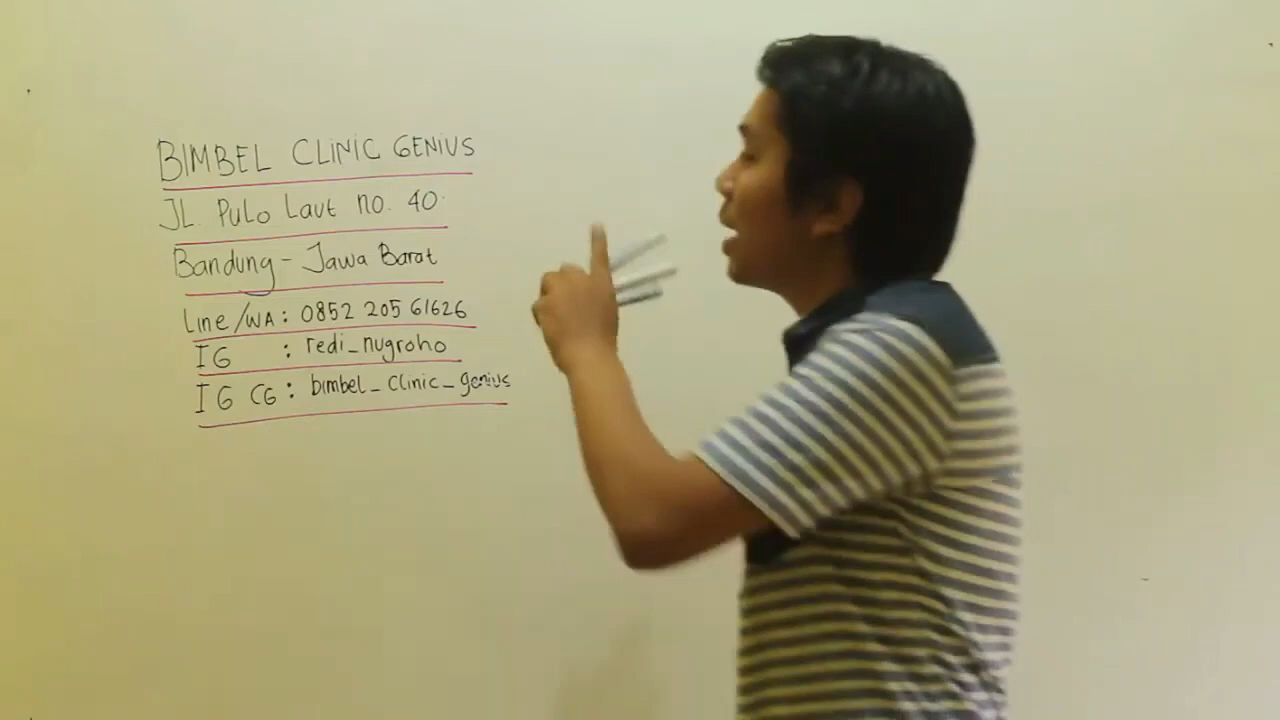 BIMBEL CLINIC GENIUS
JL. Pulo Laut no. 40
Bandung - Jawa Barat
Line/WA : 0852 205 61626
IG : redi_nugroho
IG CG : bimbel_clinic_genius